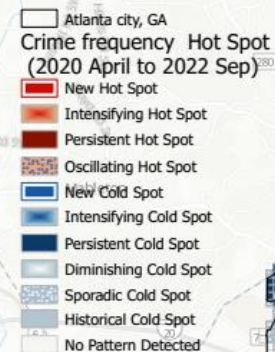 Atlanta city, GA
Crime frequency Hot Spot
(2020 April to 2022 Sep)
280
New Hot Spot
Intensifying Hot Spot
Persistent Hot Spot
Oscillating Hot Spot
New Cold Spot
Intensifying Cold Spot
Persistent Cold Spot
Diminishing Cold Spot
Sporadic Cold Spot
Historical Cold Spot
20
No Pattern Detected